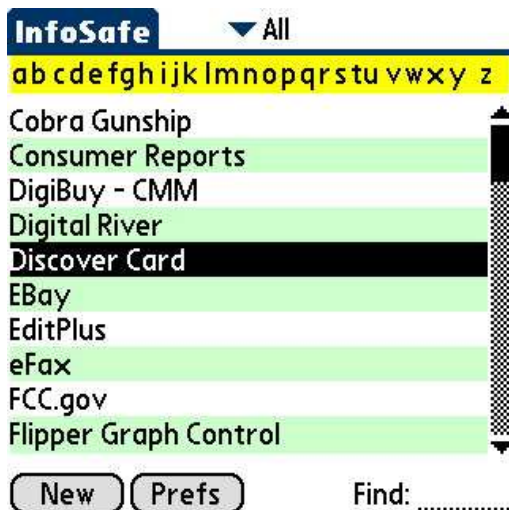 InfoSafe All
a b c d e f g h i j k l m n o p q r s t u v w x y z
Cobra Gunship
Consumer Reports
DigiBuy - CMM
Digital River
Discover Card
EBay
EditPlus
eFax
FCC.gov
Flipper Graph Control
New Prefs Find: